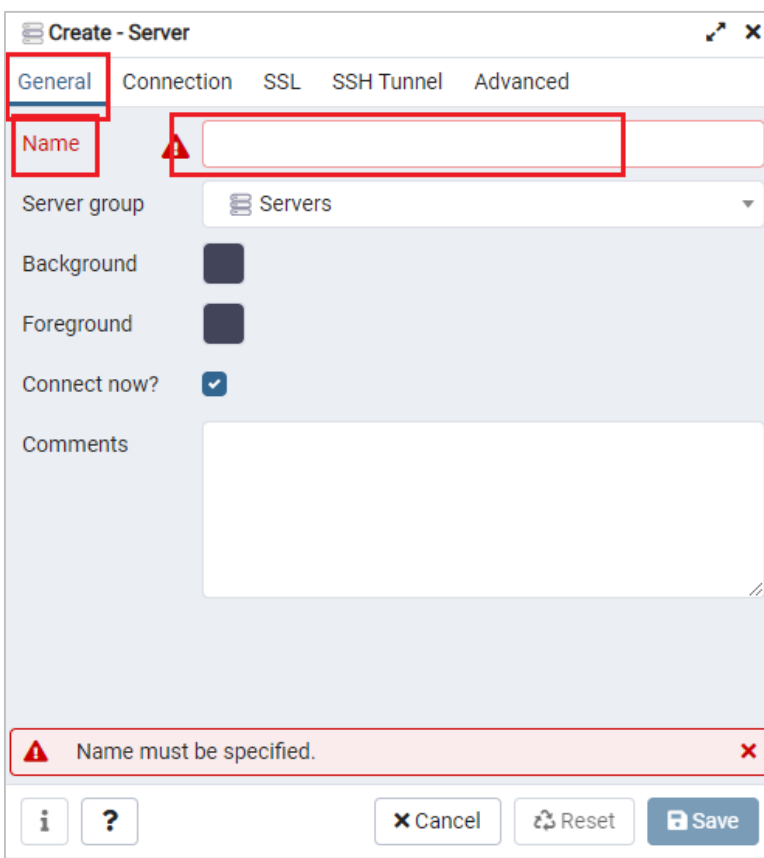 Create - Server
General Connection SSL SSH Tunnel Advanced
Name
Server group Servers
Background
Foreground
Connect now?
Comments
Name must be specified.
i ? Cancel Reset Save